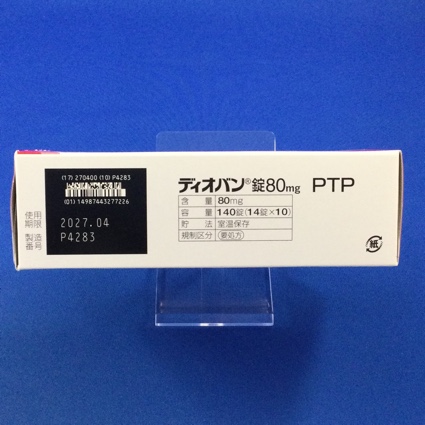 (17) 270400 (10) P4283
(01) 14987443277226
使用期限 2027.04
製造番号 P4283
ディオバン®錠80mg PTP
含量 80mg
容量 140錠(14錠×10)
貯法 室温保存
規制区分 要処方
紙